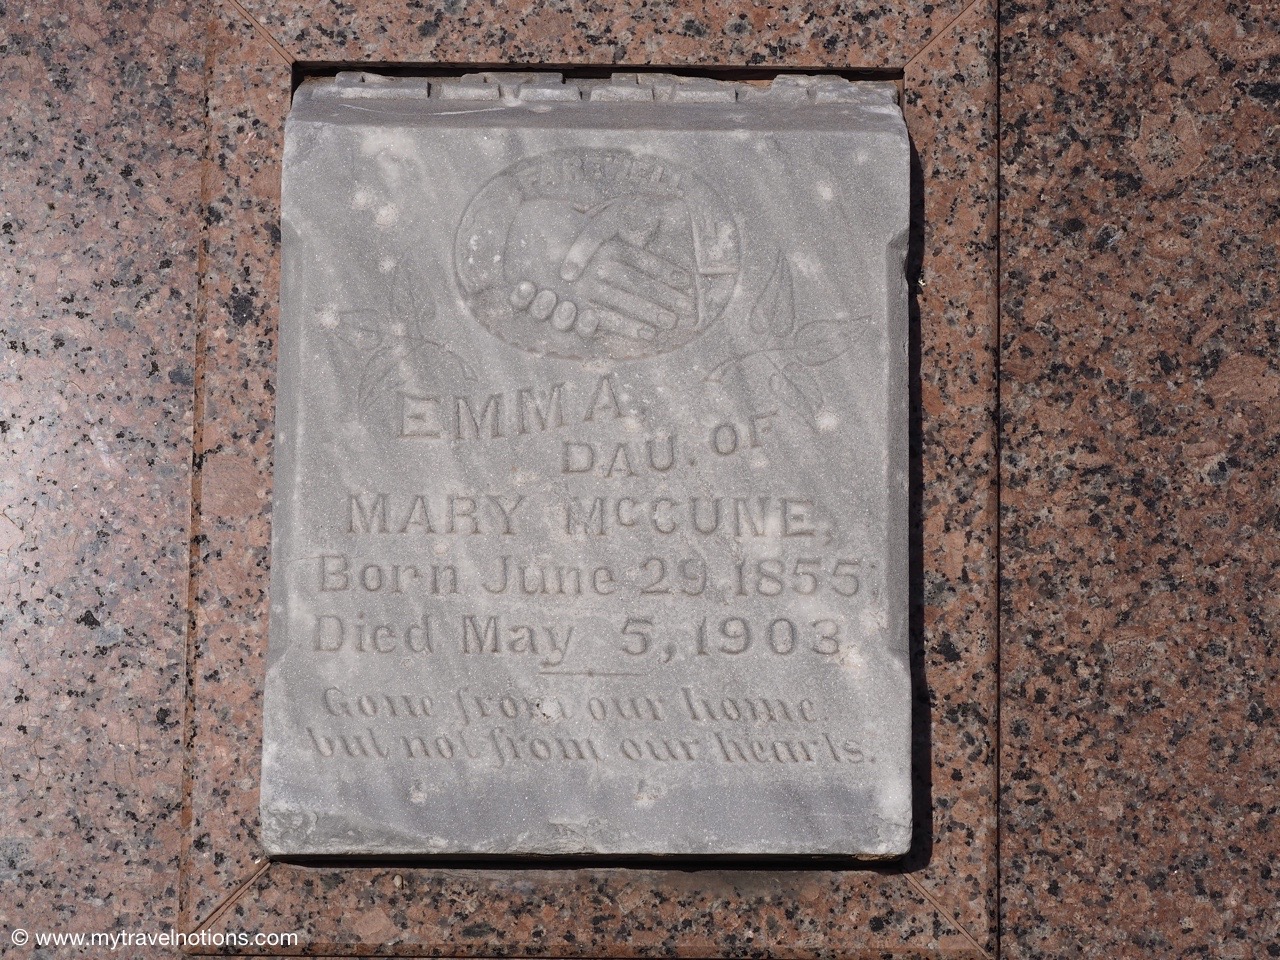 FAREWELL
EMMA,
DAU. OF
MARY McCUNE,
Born June 29, 1855;
Died May 5, 1903.
Gone from our home.
but not from our hearts.
© www.mytravelnotions.com